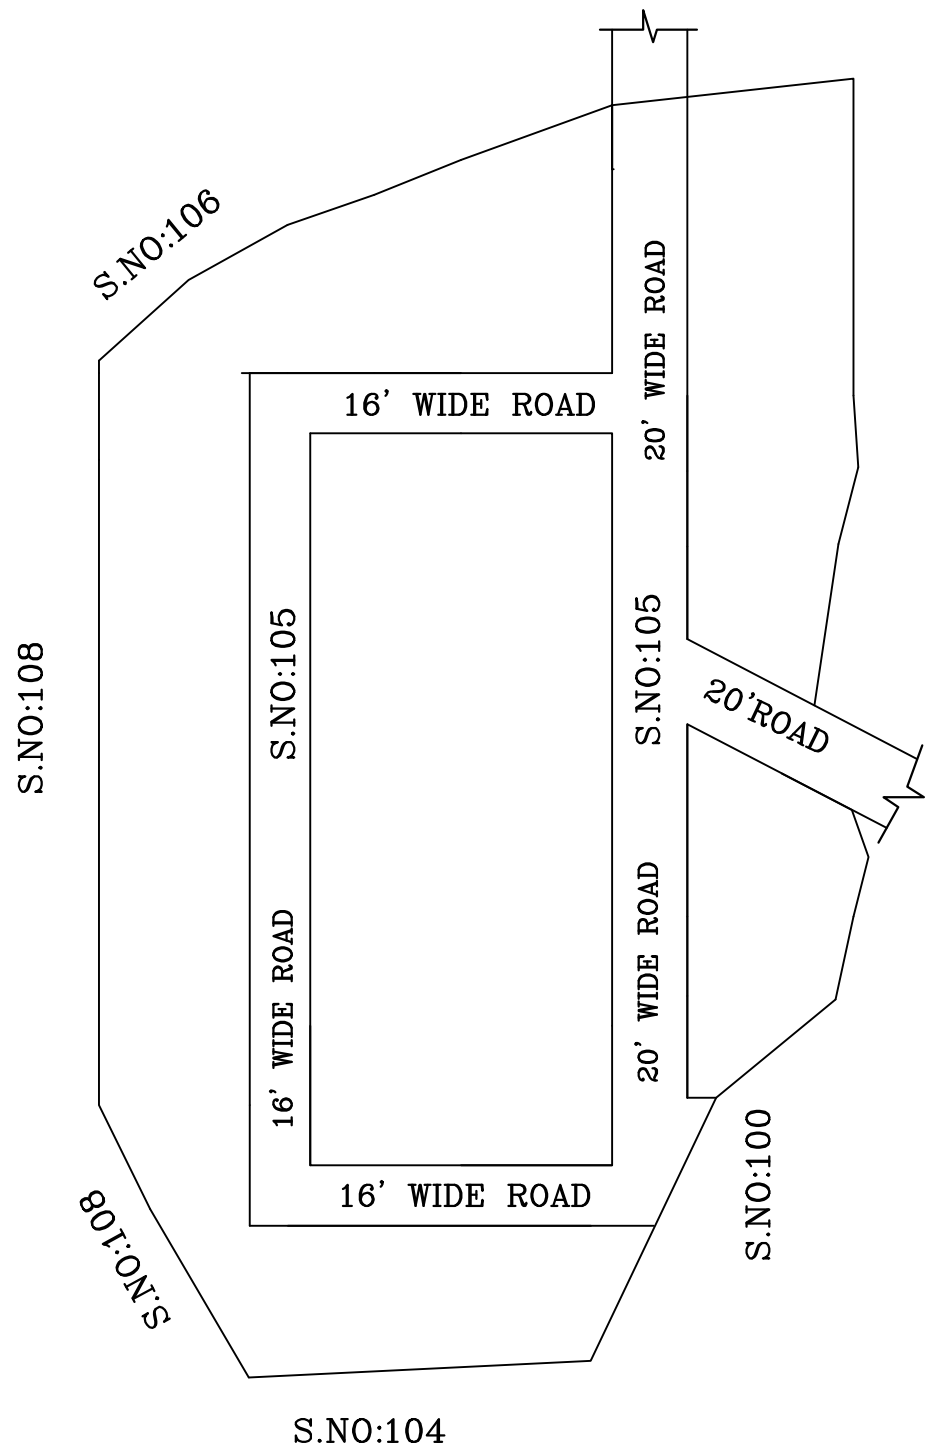 S.NO:106
20' WIDE ROAD
16' WIDE ROAD
S.NO:105
S.NO:105
S.NO:108
20'ROAD
20' WIDE ROAD
16' WIDE ROAD
S.NO:100
16' WIDE ROAD
S.NO:108
S.NO:104